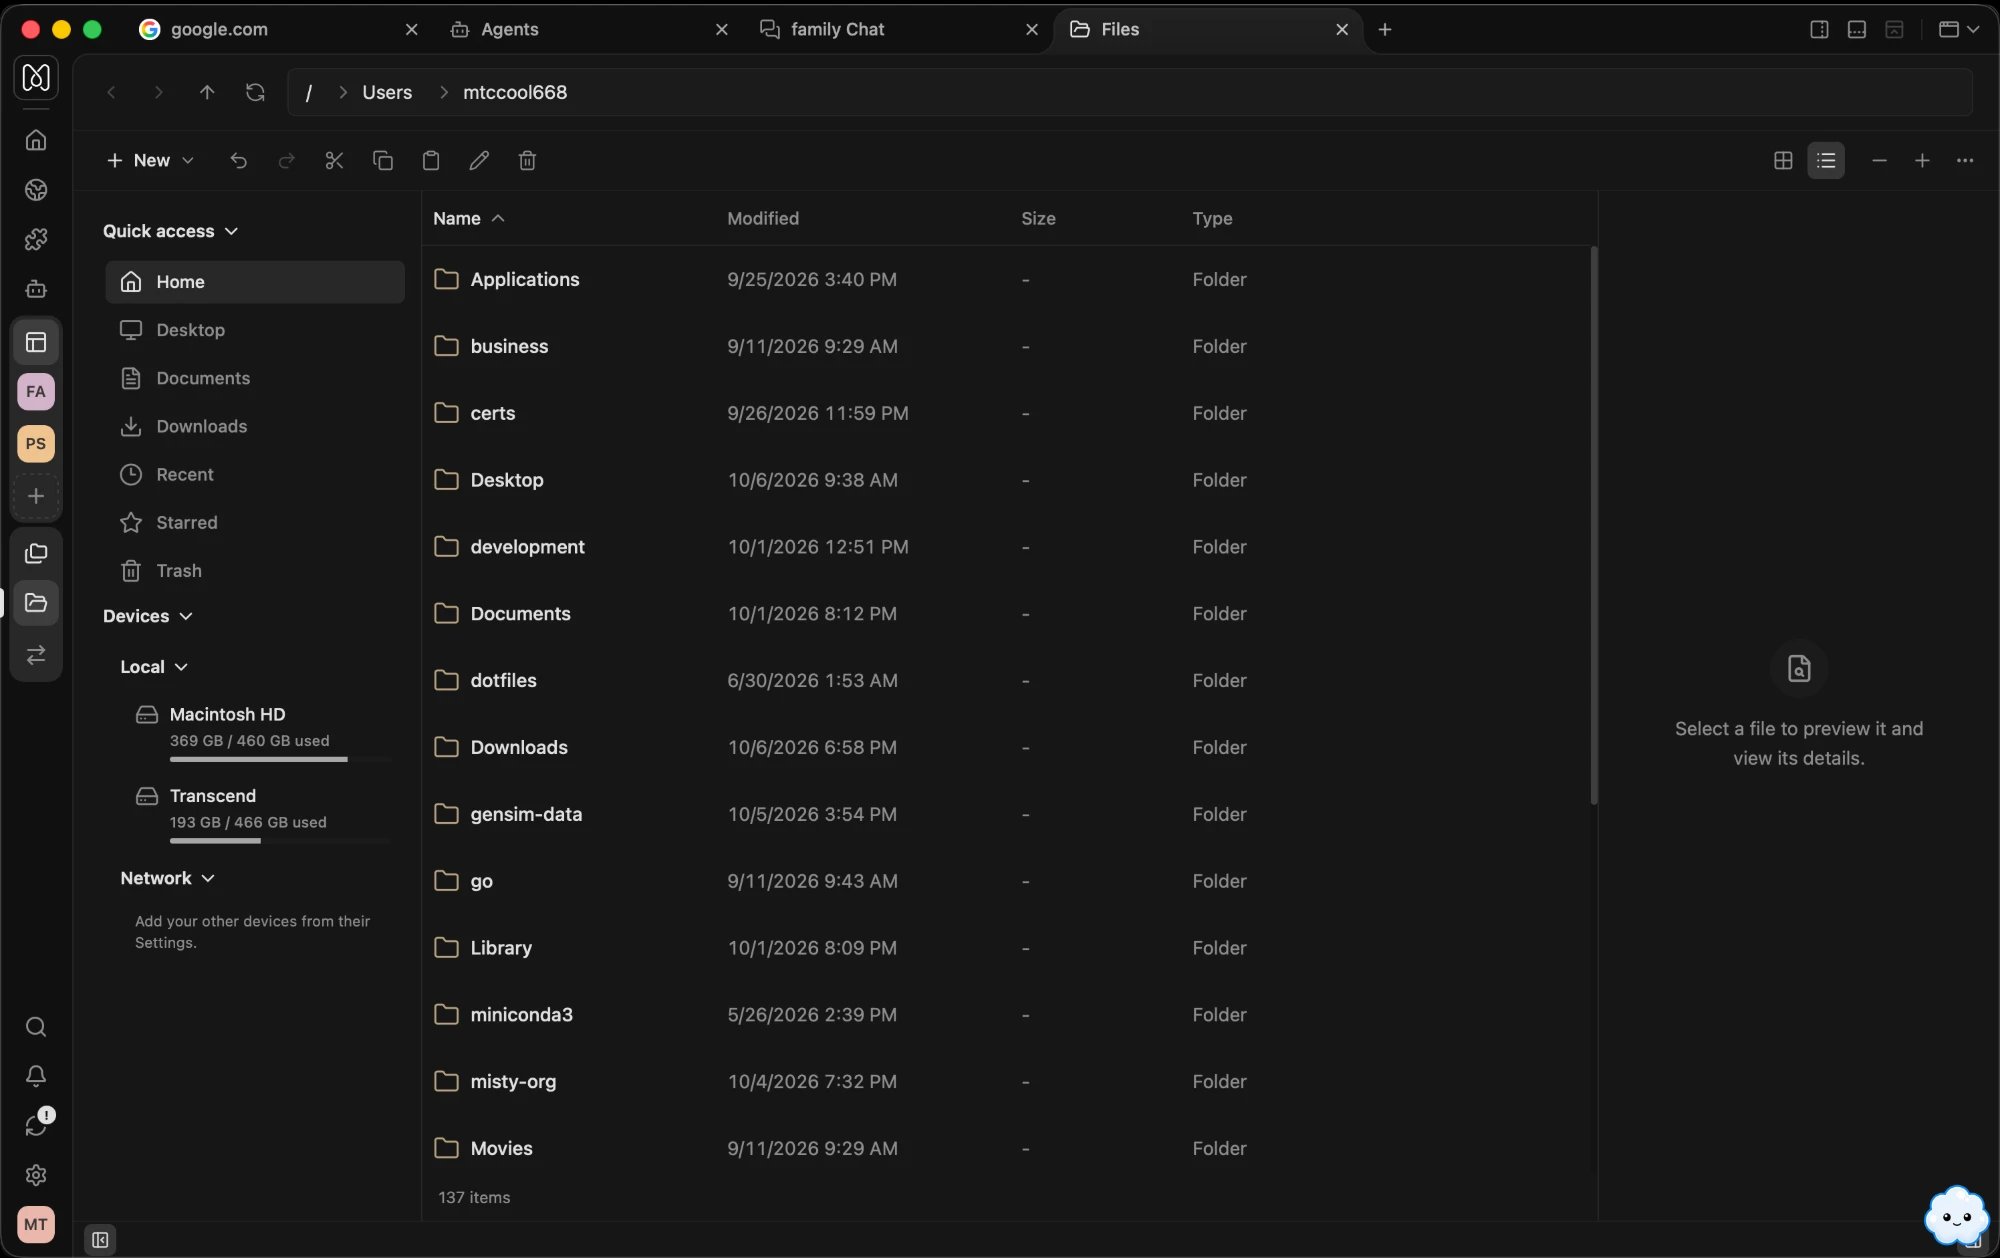 google.com
Agents
family Chat
Files
/ Users mtccool668
New
Quick access
Home
Desktop
Documents
Downloads
Recent
Starred
Trash
Devices
Local
Macintosh HD
369 GB / 460 GB used
Transcend
193 GB / 466 GB used
Network
Add your other devices from their
Settings.
FA
PS
MT
Name Modified Size Type
Applications 9/25/2026 3:40 PM - Folder
business 9/11/2026 9:29 AM - Folder
certs 9/26/2026 11:59 PM - Folder
Desktop 10/6/2026 9:38 AM - Folder
development 10/1/2026 12:51 PM - Folder
Documents 10/1/2026 8:12 PM - Folder
dotfiles 6/30/2026 1:53 AM - Folder
Downloads 10/6/2026 6:58 PM - Folder
gensim-data 10/5/2026 3:54 PM - Folder
go 9/11/2026 9:43 AM - Folder
Library 10/1/2026 8:09 PM - Folder
miniconda3 5/26/2026 2:39 PM - Folder
misty-org 10/4/2026 7:32 PM - Folder
Movies 9/11/2026 9:29 AM - Folder
137 items
Select a file to preview it and
view its details.